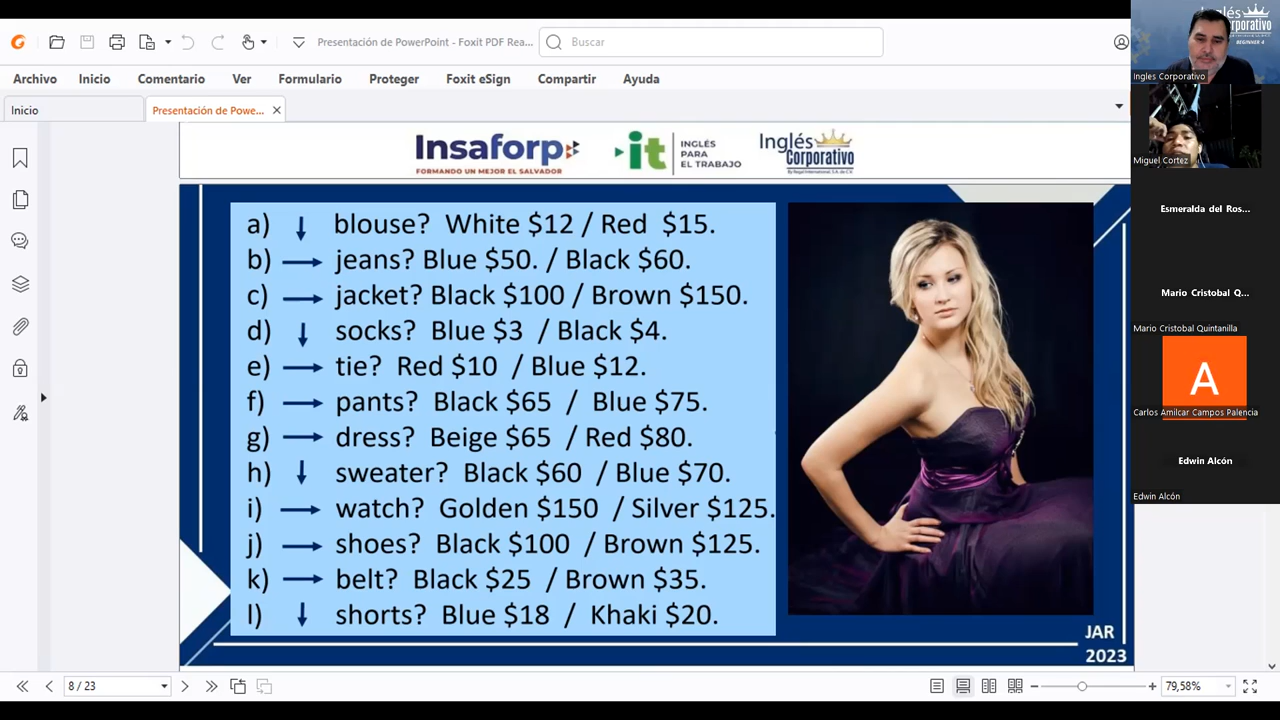 Presentación de PowerPoint - Foxit PDF Rea...
Buscar
Archivo Inicio Comentario Ver Formulario Proteger Foxit eSign Compartir Ayuda
Inicio
Presentación de Powe...
Insaforp
FORMANDO UN MEJOR EL SALVADOR
it
INGLÉS
PARA
EL TRABAJO
Inglés
Corporativo
a) ↓ blouse? White $12 / Red $15.
b) → jeans? Blue $50. / Black $60.
c) → jacket? Black $100 / Brown $150.
d) ↓ socks? Blue $3 / Black $4.
e) → tie? Red $10 / Blue $12.
f) → pants? Black $65 / Blue $75.
g) → dress? Beige $65 / Red $80.
h) ↓ sweater? Black $60 / Blue $70.
i) → watch? Golden $150 / Silver $125.
j) → shoes? Black $100 / Brown $125.
k) → belt? Black $25 / Brown $35.
l) ↓ shorts? Blue $18 / Khaki $20.
JAR
2023
8 / 23
79,58%
Inglés
BEGINNER 4
Ingles Corporativo
Miguel Cortez
Esmeralda del Ros...
Mario Cristobal Q...
Mario Cristobal Quintanilla
A
Carlos Amilcar Campos Palencia
Edwin Alcón
Edwin Alcón